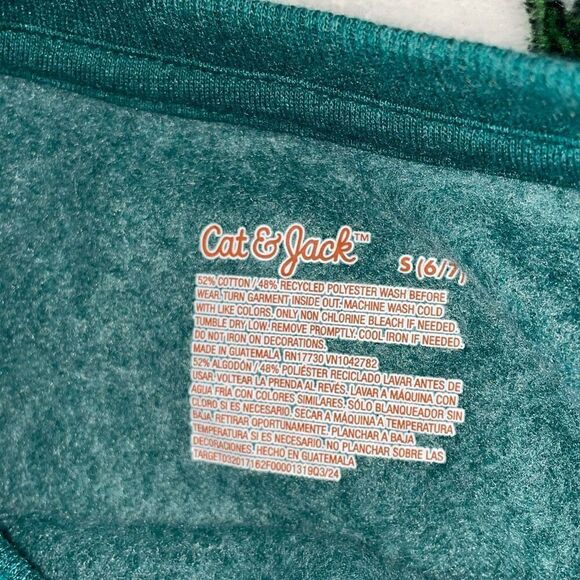 Cat & Jack™
S (6/7)
52% COTTON / 48% RECYCLED POLYESTER WASH BEFORE
WEAR. TURN GARMENT INSIDE OUT. MACHINE WASH COLD
WITH LIKE COLORS. ONLY NON CHLORINE BLEACH IF NEEDED.
TUMBLE DRY, LOW. REMOVE PROMPTLY. COOL IRON IF NEEDED.
DO NOT IRON ON DECORATIONS.
MADE IN GUATEMALA RN17730 VN1042782
52% ALGODÓN / 48% POLIÉSTER RECICLADO LAVAR ANTES DE
USAR. VOLTEAR LA PRENDA AL REVÉS. LAVAR A MÁQUINA CON
AGUA FRÍA CON COLORES SIMILARES. SÓLO BLANQUEADOR SIN
CLORO SI ES NECESARIO. SECAR A MÁQUINA A TEMPERATURA
BAJA. RETIRAR OPORTUNAMENTE. PLANCHAR A BAJA
TEMPERATURA SI ES NECESARIO. NO PLANCHAR SOBRE LAS
DECORACIONES. HECHO EN GUATEMALA
TARGET032017162F00001319Q3/24